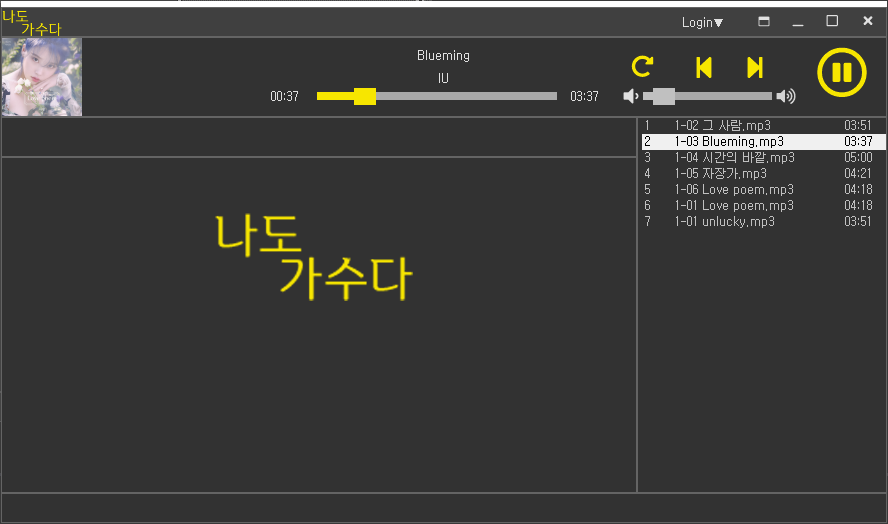 나도
가수다
Login▼
Blueming
IU
00:37
03:37
1 1-02 그 사람.mp3 03:51
2 1-03 Blueming.mp3 03:37
3 1-04 시간의 바깥.mp3 05:00
4 1-05 자장가.mp3 04:21
5 1-06 Love poem.mp3 04:18
6 1-01 Love poem.mp3 04:18
7 1-01 unlucky.mp3 03:51
나도
가수다